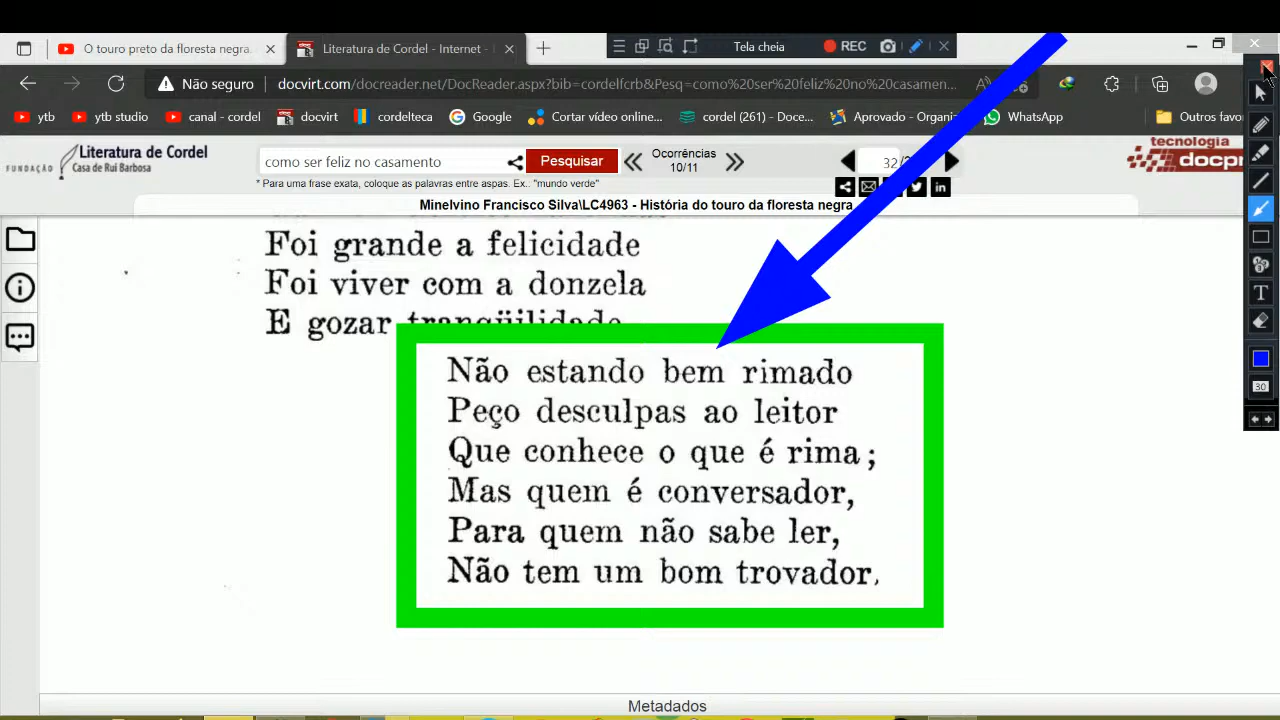 O touro preto da floresta negra.
Literatura de Cordel - Internet -
Tela cheia
REC
Não seguro
docvirt.com/docreader.net/DocReader.aspx?bib=cordelfcrb&Pesq=como%20ser%20feliz%20no%20casamen...
ytb
ytb studio
canal - cordel
docvirt
cordelteca
Google
Cortar vídeo online...
cordel (261) - Doce...
Aprovado - Organi
WhatsApp
Outros favo
FUNDAÇÃO
Literatura de Cordel
Casa de Rui Barbosa
como ser feliz no casamento
Pesquisar
Ocorrências
10/11
32/
tecnologia
docpr
* Para uma frase exata, coloque as palavras entre aspas. Ex.: "mundo verde"
Minelvino Francisco Silva\LC4963 - História do touro da floresta negra
Foi grande a felicidade
Foi viver com a donzela
E gozar tranqüilidade
Não estando bem rimado
Peço desculpas ao leitor
Que conhece o que é rima;
Mas quem é conversador,
Para quem não sabe ler,
Não tem um bom trovador.
30
Metadados